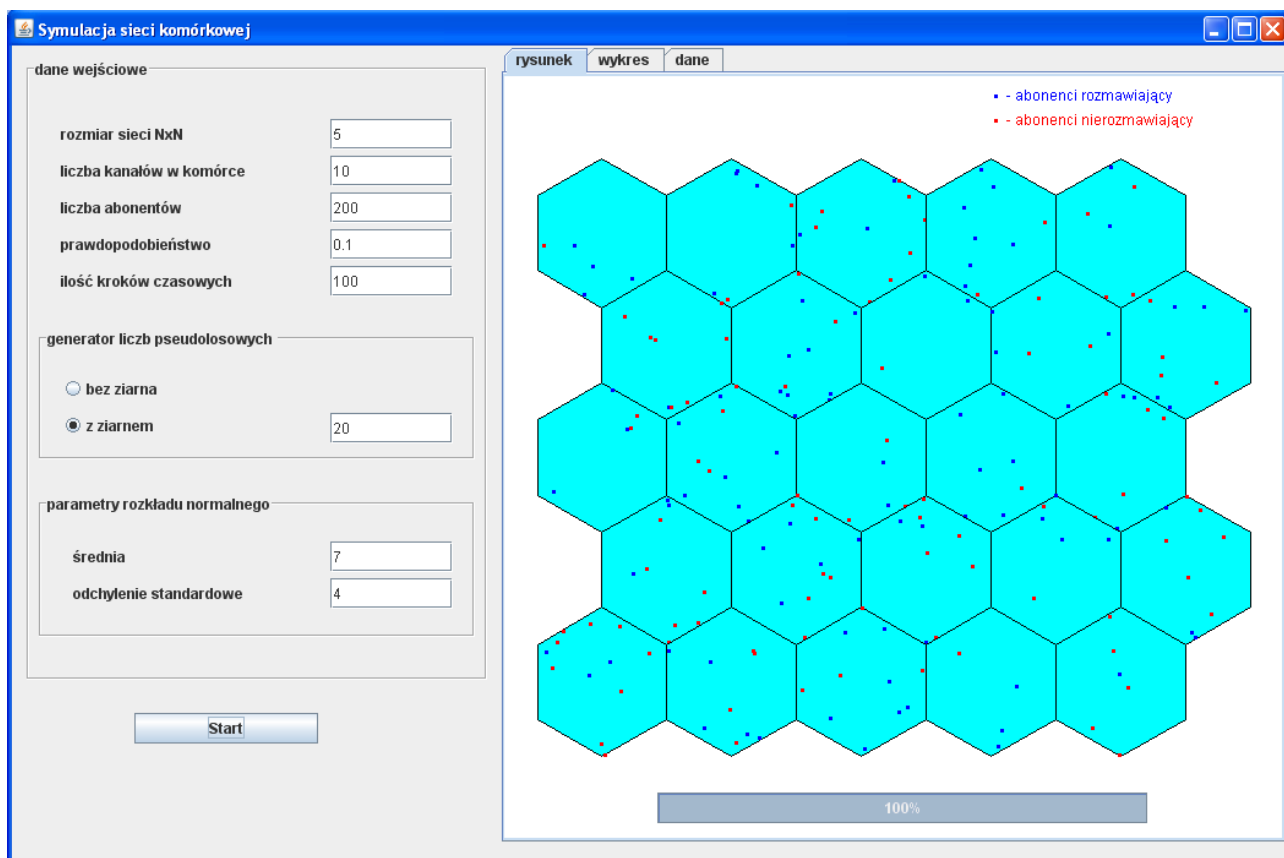 Symulacja sieci komórkowej
dane wejściowe
rozmiar sieci NxN 5
liczba kanałów w komórce 10
liczba abonentów 200
prawdopodobieństwo 0.1
ilość kroków czasowych 100
generator liczb pseudolosowych
bez ziarna
z ziarnem 20
parametry rozkładu normalnego
średnia 7
odchylenie standardowe 4
Start
rysunek wykres dane
- abonenci rozmawiający
- abonenci nierozmawiający
100%